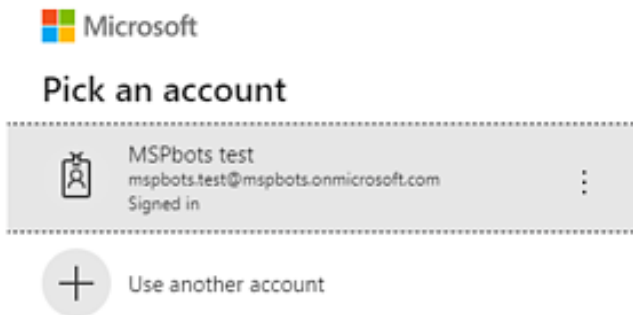 Microsoft
Pick an account
MSPbots test
mspbots.test@mspbots.onmicrosoft.com
Signed in
Use another account